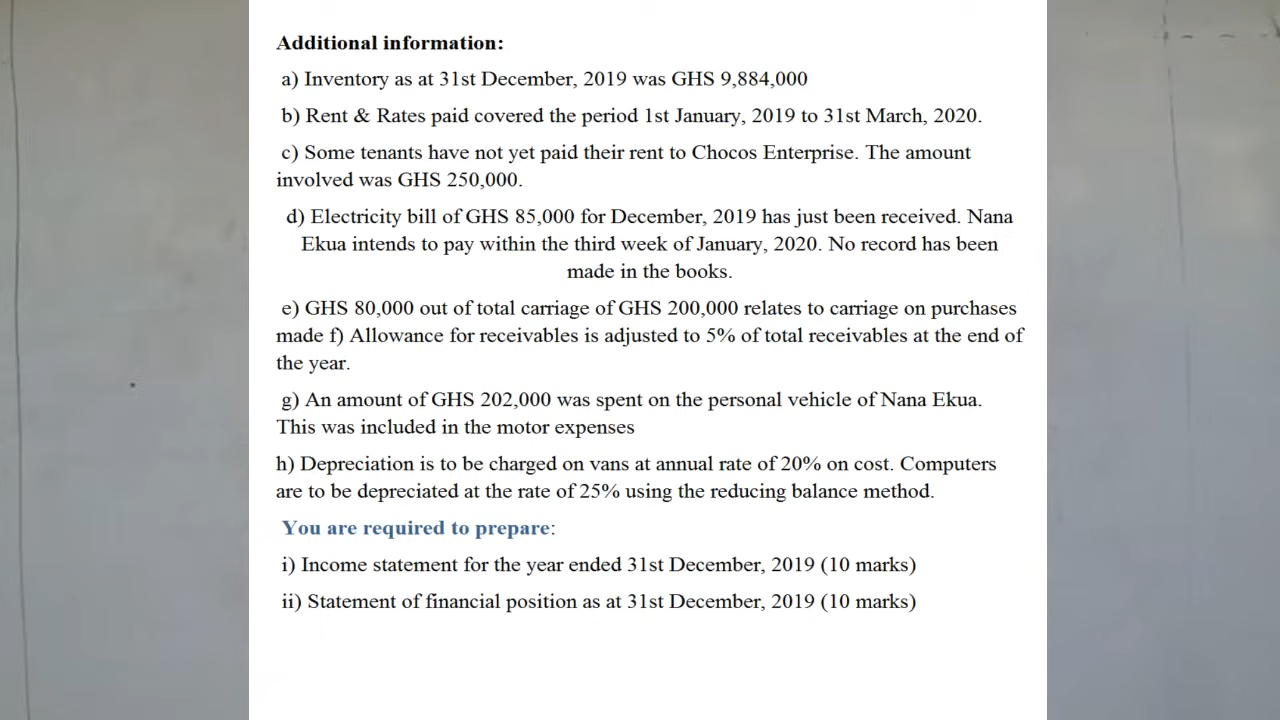 Additional information:
a) Inventory as at 31st December, 2019 was GHS 9,884,000
b) Rent & Rates paid covered the period 1st January, 2019 to 31st March, 2020.
c) Some tenants have not yet paid their rent to Chocos Enterprise. The amount
involved was GHS 250,000.
d) Electricity bill of GHS 85,000 for December, 2019 has just been received. Nana
Ekua intends to pay within the third week of January, 2020. No record has been
made in the books.
e) GHS 80,000 out of total carriage of GHS 200,000 relates to carriage on purchases
made f) Allowance for receivables is adjusted to 5% of total receivables at the end of
the year.
g) An amount of GHS 202,000 was spent on the personal vehicle of Nana Ekua.
This was included in the motor expenses
h) Depreciation is to be charged on vans at annual rate of 20% on cost. Computers
are to be depreciated at the rate of 25% using the reducing balance method.
You are required to prepare:
i) Income statement for the year ended 31st December, 2019 (10 marks)
ii) Statement of financial position as at 31st December, 2019 (10 marks)